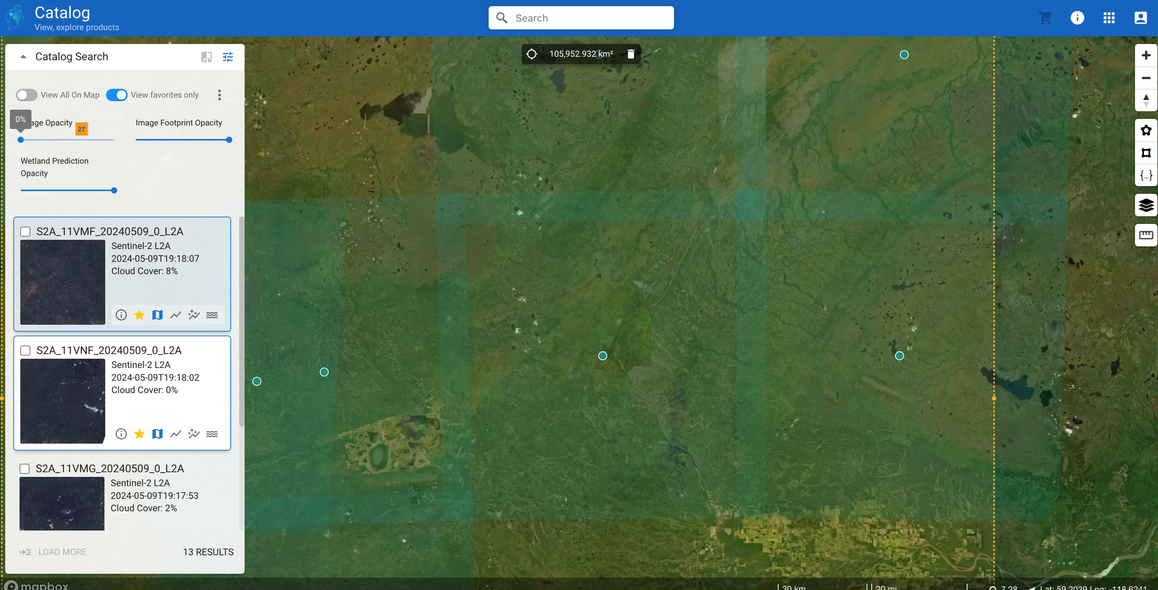 Catalog
View, explore products
Search
105,952.932 km²
Catalog Search
View All On Map
View favorites only
0%
age Opacity
27
Image Footprint Opacity
Wetland Prediction
Opacity
S2A_11VMF_20240509_0_L2A
Sentinel-2 L2A
2024-05-09T19:18:07
Cloud Cover: 8%
S2A_11VNF_20240509_0_L2A
Sentinel-2 L2A
2024-05-09T19:18:02
Cloud Cover: 0%
S2A_11VMG_20240509_0_L2A
Sentinel-2 L2A
2024-05-09T19:17:53
Cloud Cover: 2%
LOAD MORE
13 RESULTS
{..}
mapbox
30 km
20 mi
7.28
Lat: 59.2039 | lng: -118.6241